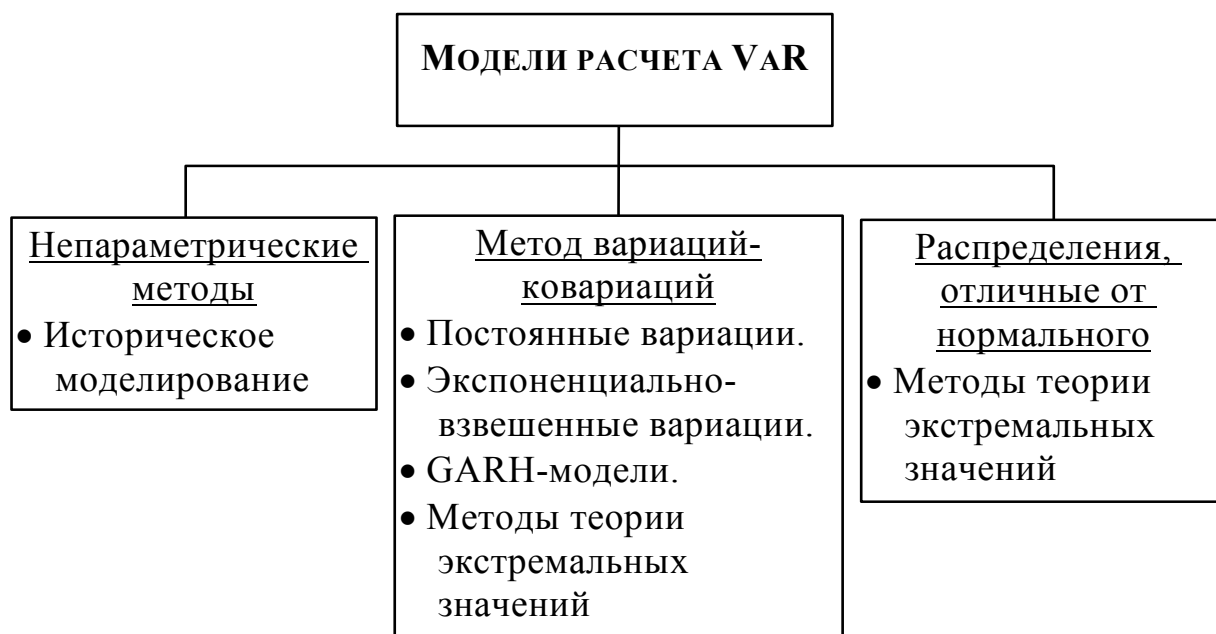 МОДЕЛИ РАСЧЕТА VAR
Непараметрические
методы
• Историческое
моделирование
Метод вариаций-
ковариаций
• Постоянные вариации.
• Экспоненциально-
взвешенные вариации.
• GARH-модели.
• Методы теории
экстремальных
значений
Распределения,
отличные от
нормального
• Методы теории
экстремальных
значений